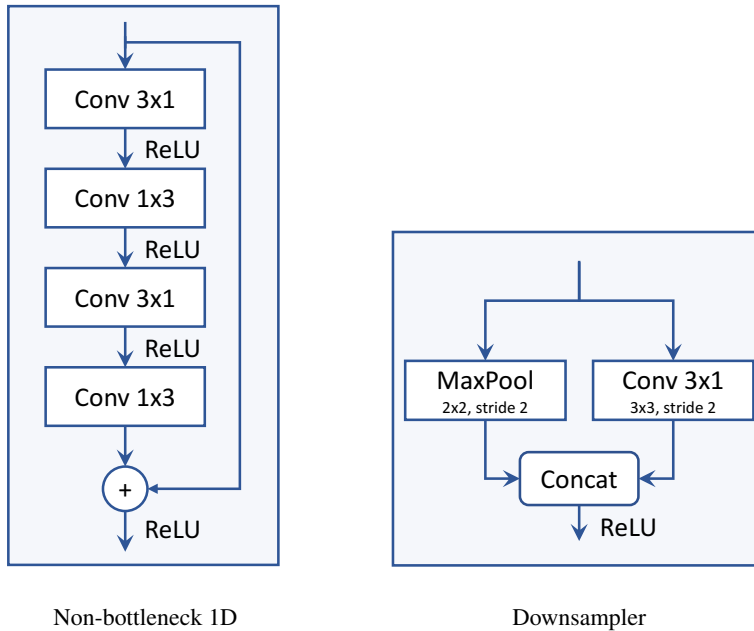 Conv 3x1
ReLU
Conv 1x3
ReLU
Conv 3x1
ReLU
Conv 1x3
+
ReLU
Non-bottleneck 1D
MaxPool
2x2, stride 2
Conv 3x1
3x3, stride 2
Concat
ReLU
Downsampler